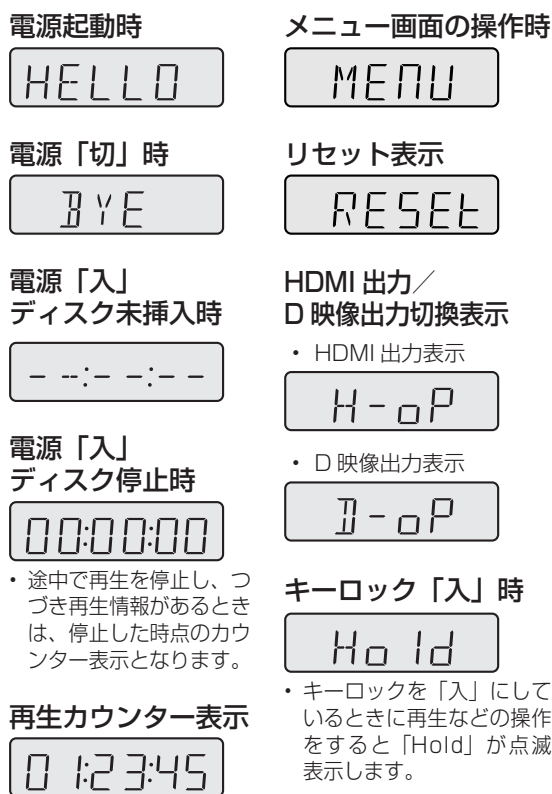 電源起動時
HELLO
電源「切」時
BYE
電源「入」
ディスク未挿入時
– --:– –:– –
電源「入」
ディスク停止時
00:00:00
• 途中で再生を停止し、つ
づき再生情報があるとき
は、停止した時点のカウ
ンター表示となります。
再生カウンター表示
01:23:45
メニュー画面の操作時
MENU
リセット表示
RESEt
HDMI 出力／
D 映像出力切換表示
• HDMI 出力表示
H-oP
• D 映像出力表示
D-oP
キーロック「入」時
Hold
• キーロックを「入」にして
いるときに再生などの操作
をすると「Hold」が点滅
表示します。